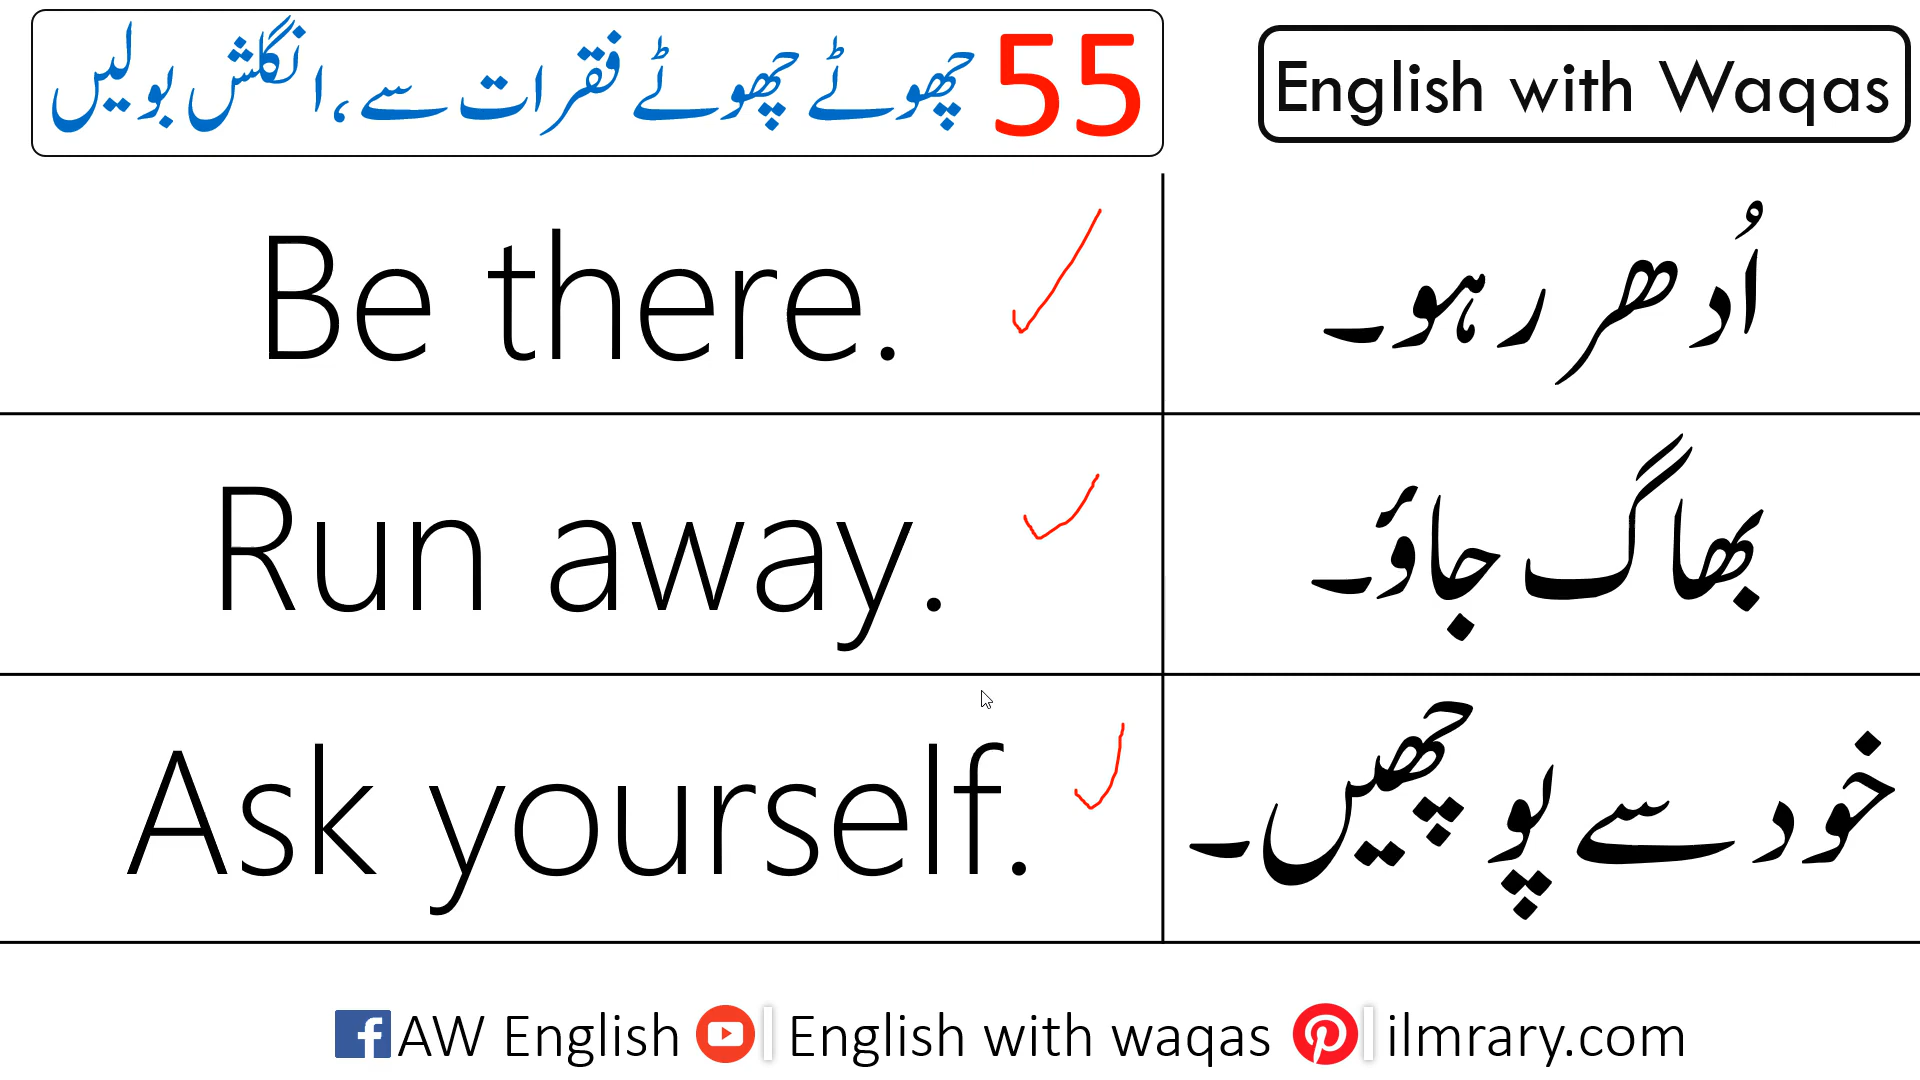 55 چھوٹے چھوٹے فقرات سے، انگلش بولیں
English with Waqas
Be there.
اُدھر رہو۔
Run away.
بھاگ جاؤ۔
Ask yourself.
خود سے پوچھیں۔
AW English | English with waqas | ilmrary.com